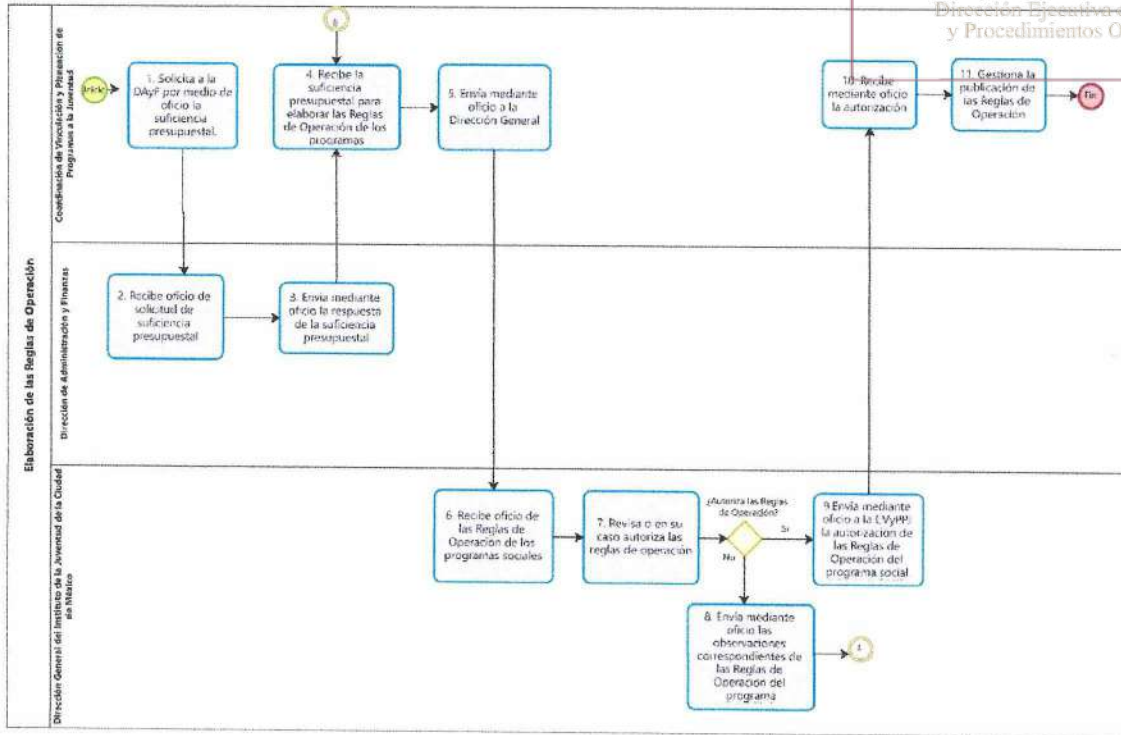 Dirección Ejecutiva
y Procedimientos O
Elaboración de las Reglas de Operación
Coordinación de Vinculación y Planeación de
Programas a la Juventud
Inicio
1. Solicita a la
DAyF por medio de
oficio la
suficiencia
presupuestal.
4. Recibe la
suficiencia
presupuestal para
elaborar las Reglas
de Operación de los
programas
5. Envía mediante
oficio a la
Dirección General
10. Recibe
mediante oficio
la autorización
11. Gestiona la
publicación de
las Reglas de
Operación
Fin
Dirección de Administración y Finanzas
2. Recibe oficio de
solicitud de
suficiencia
presupuestal
3. Envía mediante
oficio la respuesta
de la suficiencia
presupuestal
Dirección General del Instituto de la Juventud de la Ciudad
de México
6. Recibe oficio de
las Reglas de
Operación de los
programas sociales
7. Revisa o en su
caso autoriza las
reglas de operación
¿Autoriza las Reglas
de Operación?
Si
No
9.Envía mediante
oficio a la CVyPPJ
la autorización de
las Reglas de
Operación del
programa social
8. Envía mediante
oficio las
observaciones
correspondientes de
las Reglas de
Operación del
programa